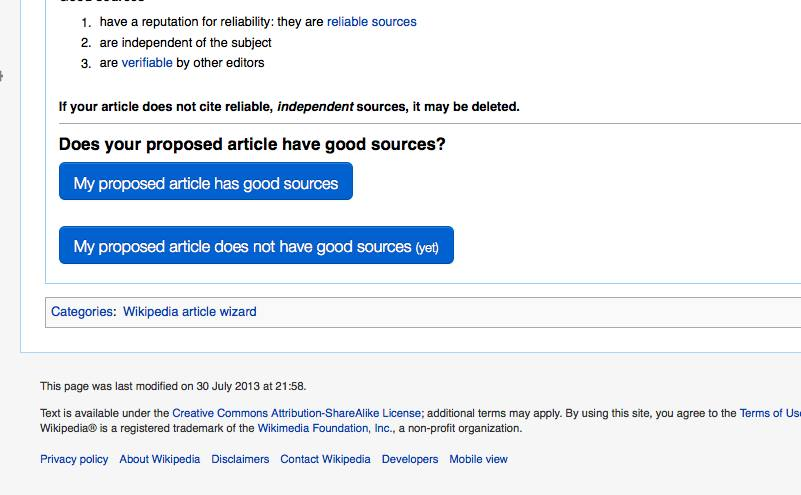 1. have a reputation for reliability: they are reliable sources
2. are independent of the subject
3. are verifiable by other editors
If your article does not cite reliable, independent sources, it may be deleted.
Does your proposed article have good sources?
My proposed article has good sources
My proposed article does not have good sources (yet)
Categories: Wikipedia article wizard
This page was last modified on 30 July 2013 at 21:58.
Text is available under the Creative Commons Attribution-ShareAlike License; additional terms may apply. By using this site, you agree to the Terms of Us
Wikipedia® is a registered trademark of the Wikimedia Foundation, Inc., a non-profit organization.
Privacy policy About Wikipedia Disclaimers Contact Wikipedia Developers Mobile view